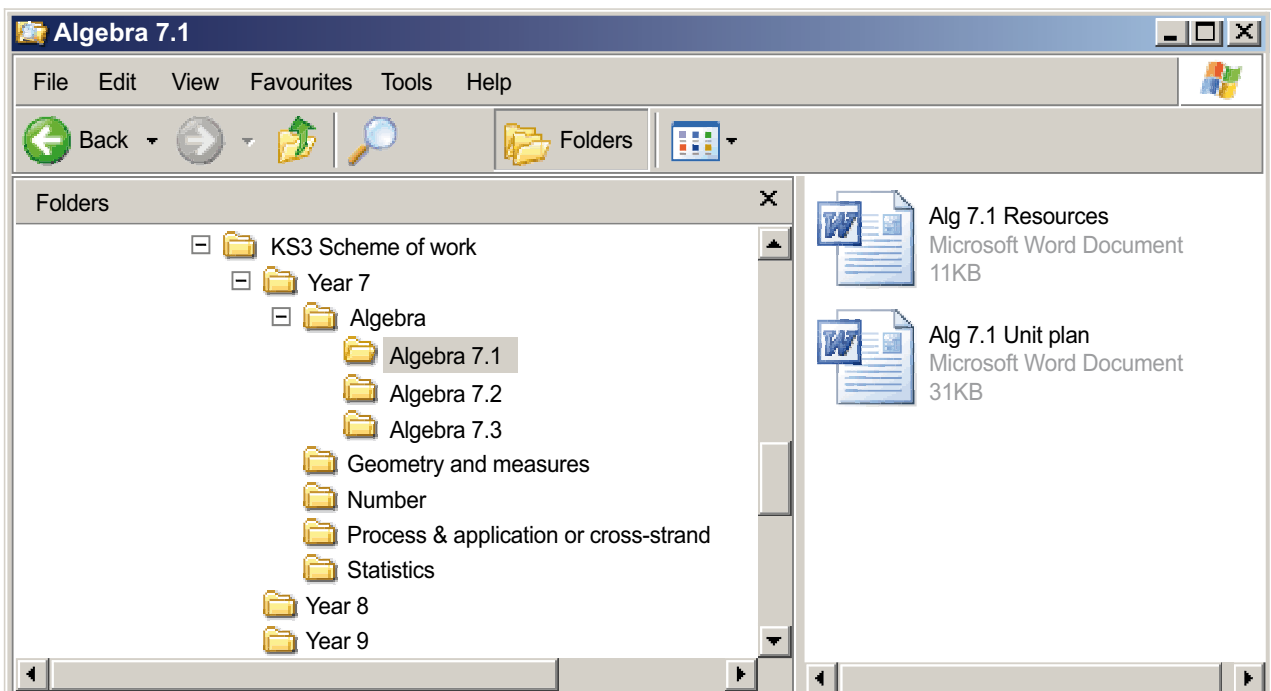 Algebra 7.1
File Edit View Favourites Tools Help
Back Folders
Folders
KS3 Scheme of work
Year 7
Algebra
Algebra 7.1
Algebra 7.2
Algebra 7.3
Geometry and measures
Number
Process & application or cross-strand
Statistics
Year 8
Year 9
Alg 7.1 Resources
Microsoft Word Document
11KB
Alg 7.1 Unit plan
Microsoft Word Document
31KB